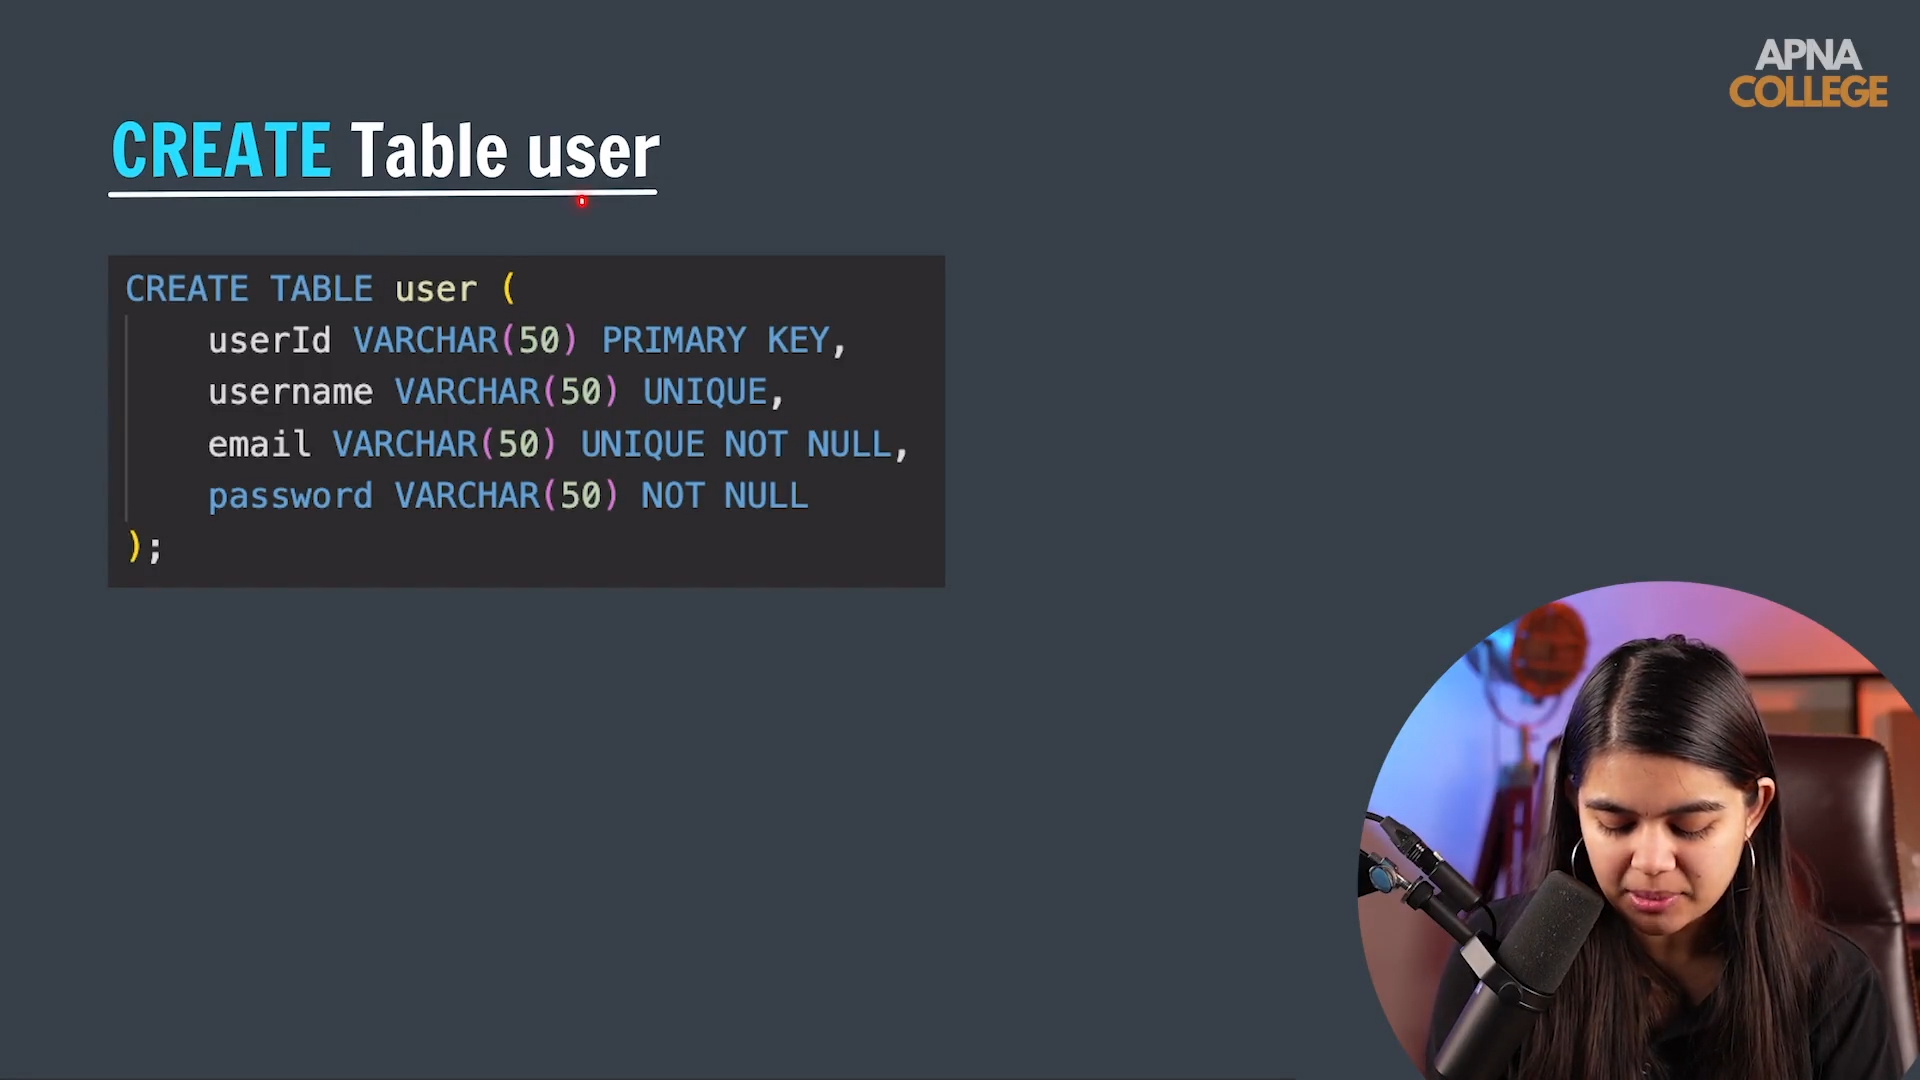 APNA
COLLEGE
CREATE Table user
CREATE TABLE user (
userId VARCHAR(50) PRIMARY KEY,
username VARCHAR(50) UNIQUE,
email VARCHAR(50) UNIQUE NOT NULL,
password VARCHAR(50) NOT NULL
);